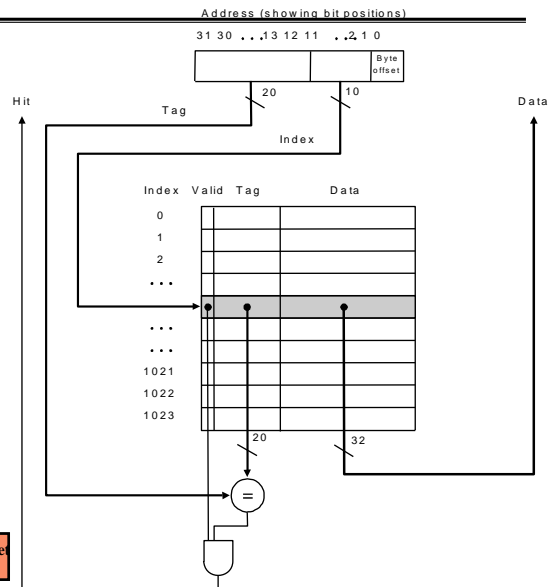 Address (showing bit positions)
31 30 ...13 12 11 ...2 1 0
Byte
offset
20 10
Hit
Data
Tag
Index
Index Valid Tag Data
0
1
2
...
...
...
1021
1022
1023
20 32
=